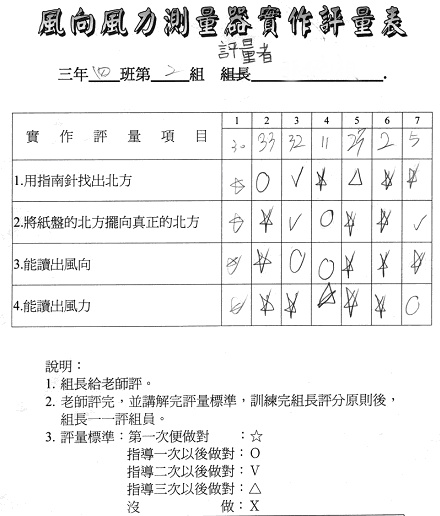 風向風力測量器實作評量表
評量者
三年四班第2組 組長.
1 2 3 4 5 6 7
實作評量項目 30 33 32 11 27 2 5
1.用指南針找出北方 ☆ O V ☆ △ ☆ ☆
2.將紙盤的北方擺向真正的北方 ☆ ☆ V O ☆ ☆ V
3.能讀出風向 ☆ ☆ O O ☆ ☆ ☆
4.能讀出風力 ☆ ☆ ☆ ☆ ☆ ☆ O
說明：
1. 組長給老師評。
2. 老師評完，並講解完評量標準，訓練完組長評分原則後，
組長一一評組員。
3. 評量標準：第一次便做對：☆
指導一次以後做對：O
指導二次以後做對：V
指導三次以後做對：△
沒 做：X